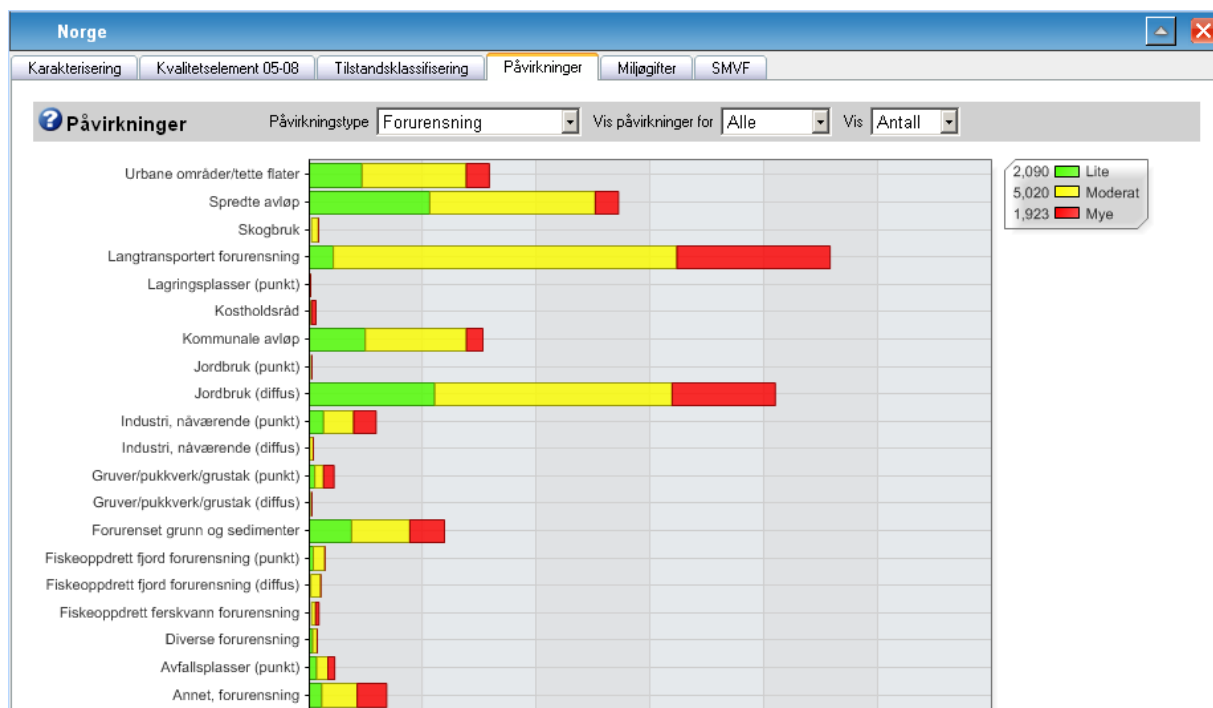 Norge
Karakterisering Kvalitetselement 05-08 Tilstandsklassifisering Påvirkninger Miljøgifter SMVF
? Påvirkninger Påvirkningstype Forurensning Vis påvirkninger for Alle Vis Antall
2,090 Lite
5,020 Moderat
1,923 Mye
Urbane områder/tette flater
Spredte avløp
Skogbruk
Langtransportert forurensning
Lagringsplasser (punkt)
Kostholdsråd
Kommunale avløp
Jordbruk (punkt)
Jordbruk (diffus)
Industri, nåværende (punkt)
Industri, nåværende (diffus)
Gruver/pukkverk/grustak (punkt)
Gruver/pukkverk/grustak (diffus)
Forurenset grunn og sedimenter
Fiskeoppdrett fjord forurensning (punkt)
Fiskeoppdrett fjord forurensning (diffus)
Fiskeoppdrett ferskvann forurensning
Diverse forurensning
Avfallsplasser (punkt)
Annet, forurensning